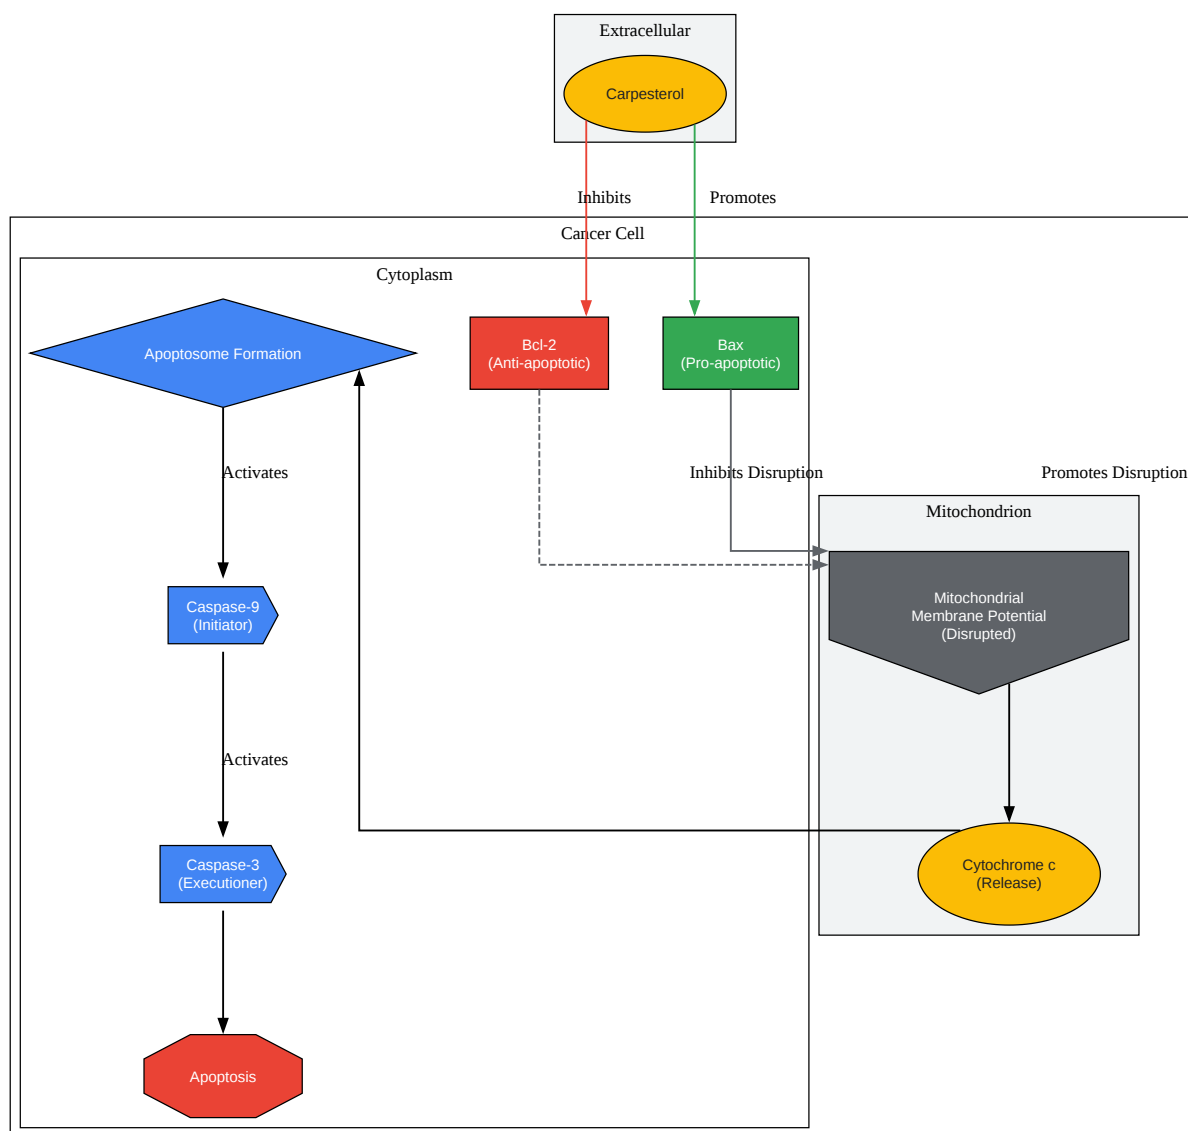 Extracellular
Carpesterol
Inhibits
Promotes
Cancer Cell
Cytoplasm
Apoptosome Formation
Bcl-2
(Anti-apoptotic)
Bax
(Pro-apoptotic)
Activates
Inhibits Disruption
Promotes Disruption
Mitochondrion
Mitochondrial
Membrane Potential
(Disrupted)
Caspase-9
(Initiator)
Activates
Caspase-3
(Executioner)
Cytochrome c
(Release)
Apoptosis